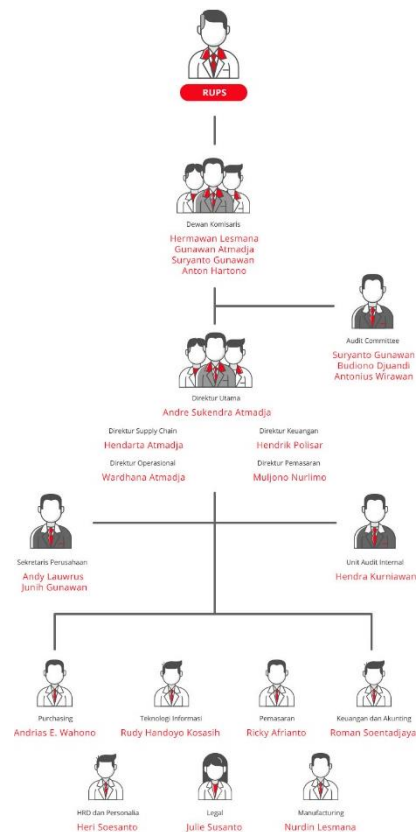 RUPS
Dewan Komisaris
Hermawan Lesmana
Gunawan Atmadja
Suryanto Gunawan
Anton Hartono
Audit Committee
Suryanto Gunawan
Budiono Djuandi
Antonius Wirawan
Direktur Utama
Andre Sukendra Atmadja
Direktur Supply Chain
Hendarta Atmadja
Direktur Keuangan
Hendrik Polisar
Direktur Operasional
Wardhana Atmadja
Direktur Pemasaran
Muljono Nurlimo
Sekretaris Perusahaan
Andy Lauwrus
Junih Gunawan
Unit Audit Internal
Hendra Kurniawan
Purchasing
Andrias E. Wahono
Teknologi Informasi
Rudy Handoyo Kosasih
Pemasaran
Ricky Afrianto
Keuangan dan Akunting
Roman Soentadjaya
HRD dan Personalia
Heri Soesanto
Legal
Julie Susanto
Manufacturing
Nurdin Lesmana